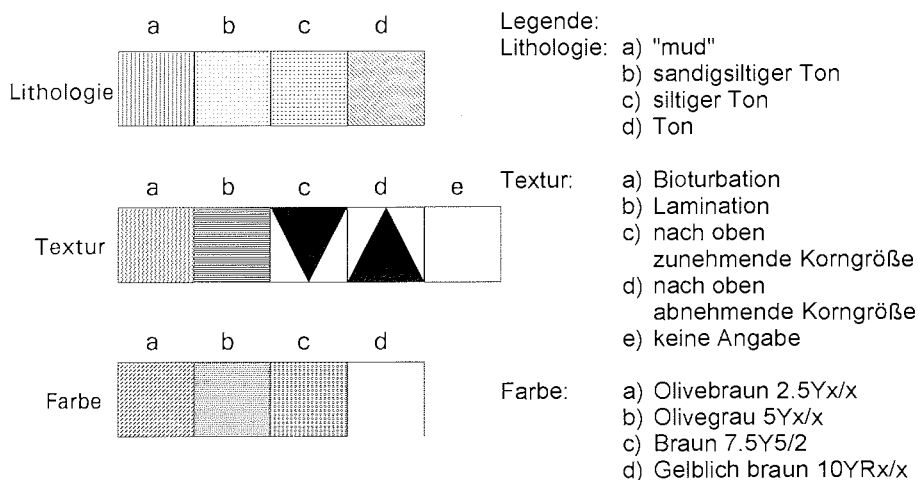 a b c d
Lithologie
a b c d e
Textur
a b c d
Farbe
Legende:
Lithologie: a) "mud"
b) sandigsiltiger Ton
c) siltiger Ton
d) Ton
Textur: a) Bioturbation
b) Lamination
c) nach oben
zunehmende Korngröße
d) nach oben
abnehmende Korngröße
e) keine Angabe
Farbe: a) Olivebraun 2.5Yx/x
b) Olivegrau 5Yx/x
c) Braun 7.5Y5/2
d) Gelblich braun 10YRx/x